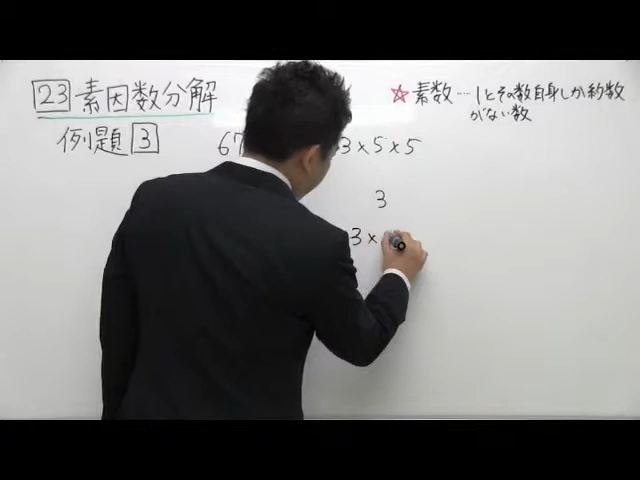 23 素因数分解
☆素数‥‥1とその数自身しか約数
がない数
例題 3
67
3×5×5
3
3×